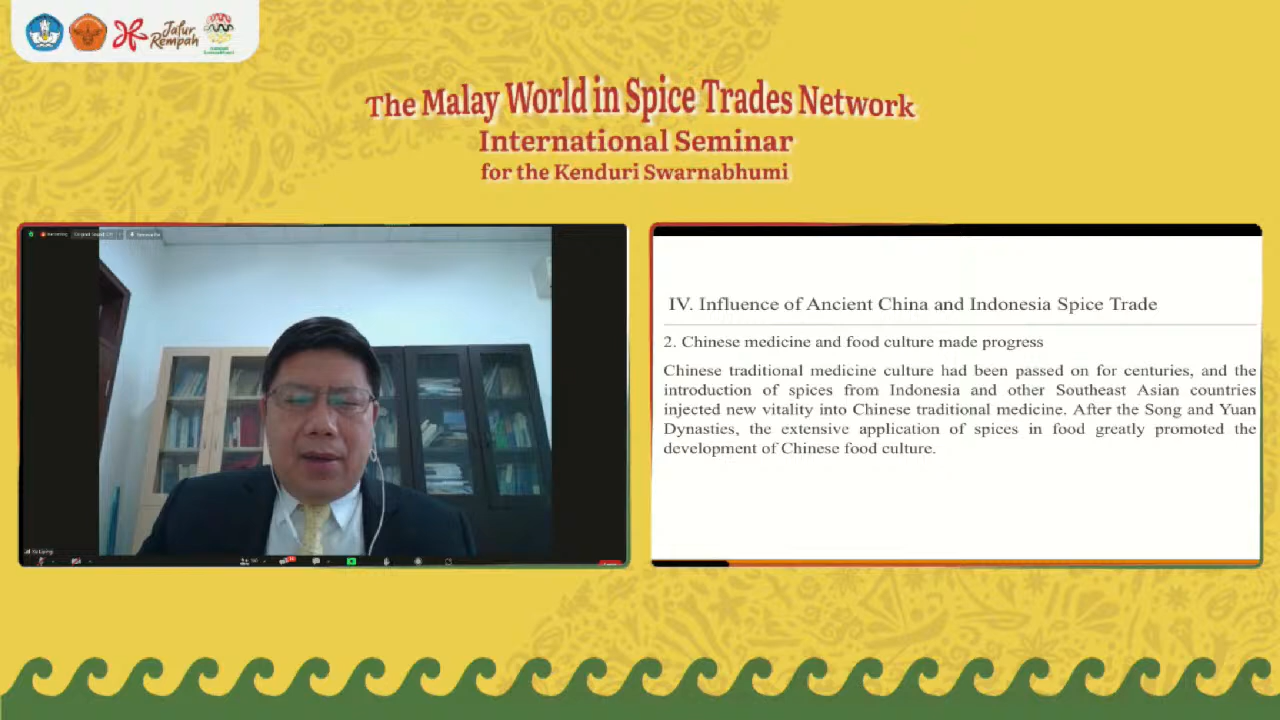 Jalur
Rempah
The Malay World in Spice Trades Network
International Seminar
for the Kenduri Swarnabhumi
IV. Influence of Ancient China and Indonesia Spice Trade
2. Chinese medicine and food culture made progress
Chinese traditional medicine culture had been passed on for centuries, and the
introduction of spices from Indonesia and other Southeast Asian countries
injected new vitality into Chinese traditional medicine. After the Song and Yuan
Dynasties, the extensive application of spices in food greatly promoted the
development of Chinese food culture.